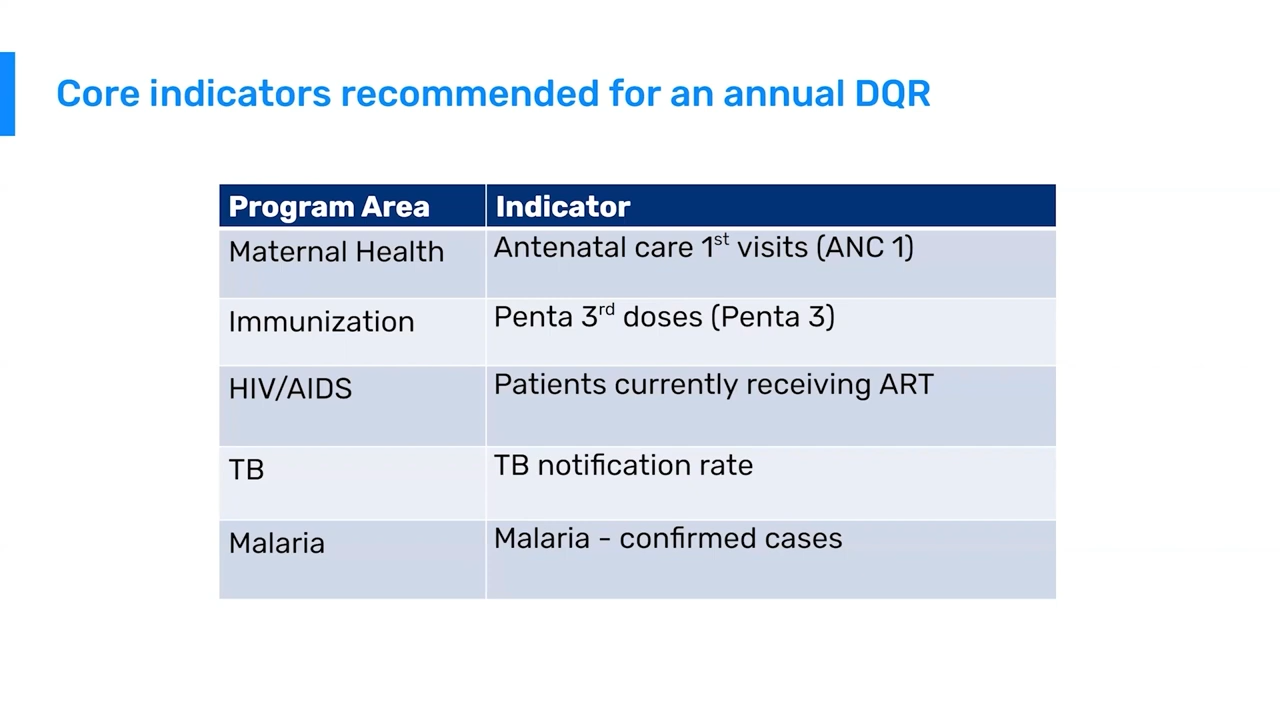 Core indicators recommended for an annual DQR
Program Area Indicator
Maternal Health Antenatal care 1st visits (ANC 1)
Immunization Penta 3rd doses (Penta 3)
HIV/AIDS Patients currently receiving ART
TB TB notification rate
Malaria Malaria - confirmed cases